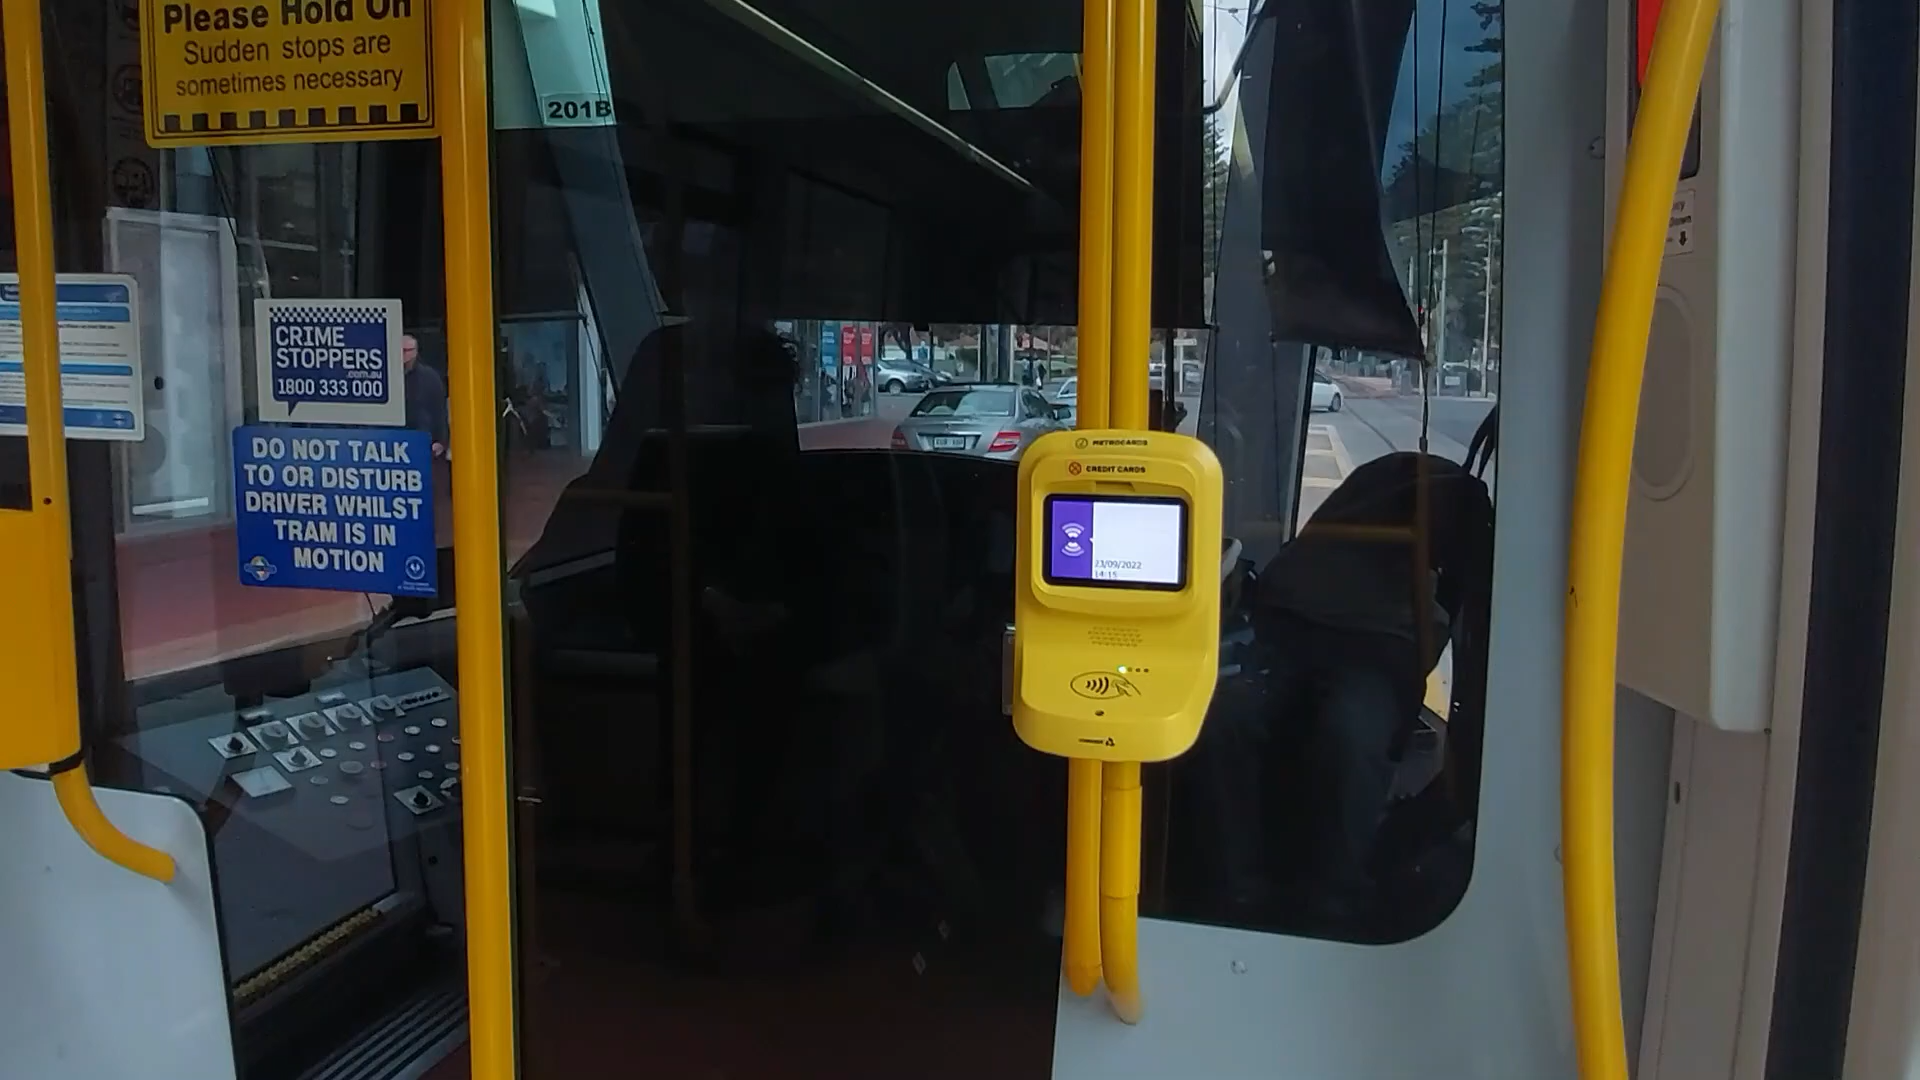 Please Hold On
Sudden stops are
sometimes necessary
201B
CRIME
STOPPERS
.com.au
1800 333 000
DO NOT TALK
TO OR DISTURB
DRIVER WHILST
TRAM IS IN
MOTION
METROCARDS
CREDIT CARDS
23/09/2022
14:15